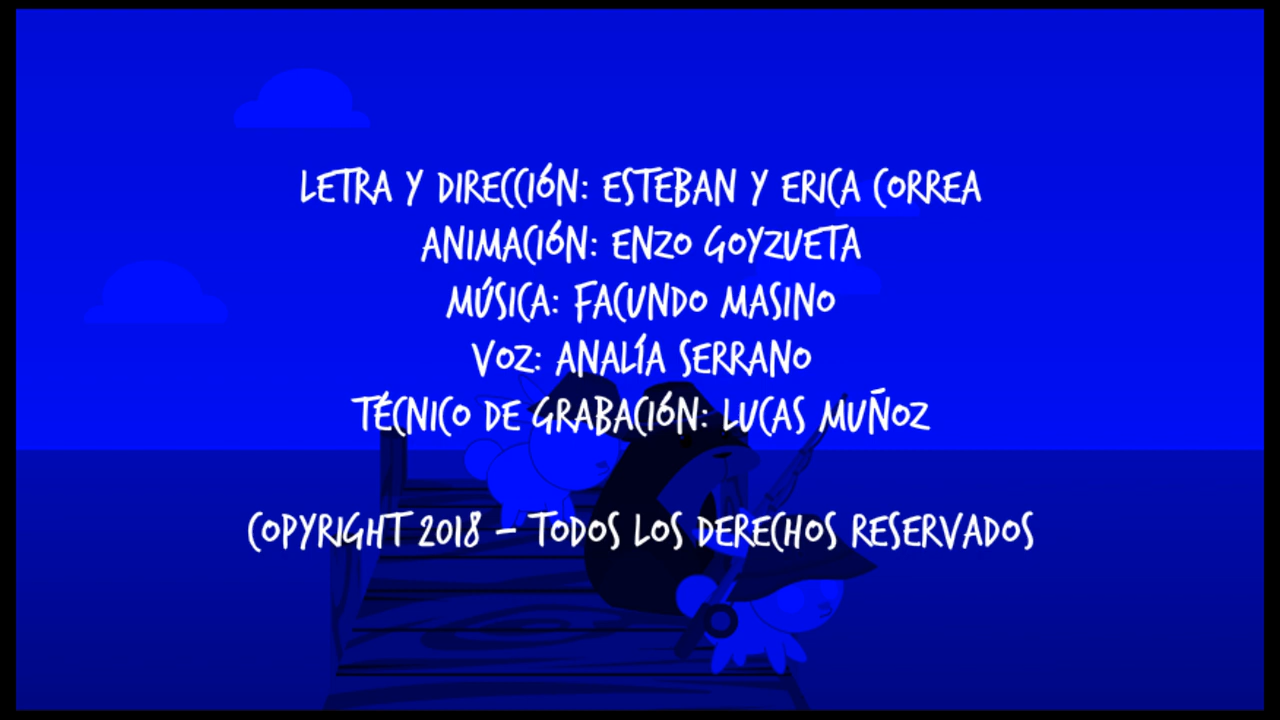 LETRA Y DIRECCIÓN: ESTEBAN Y ERICA CORREA
ANIMACIÓN: ENZO GOYZUETA
MÚSICA: FACUNDO MASINO
VOZ: ANALÍA SERRANO
TÉCNICO DE GRABACIÓN: LUCAS MUÑOZ
COPYRIGHT 2018 - TODOS LOS DERECHOS RESERVADOS